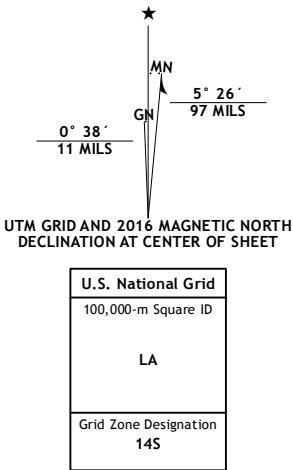 ★
MN
GN
5° 26´
97 MILS
0° 38´
11 MILS
UTM GRID AND 2016 MAGNETIC NORTH
DECLINATION AT CENTER OF SHEET
U.S. National Grid
100,000-m Square ID
LA
Grid Zone Designation
14S